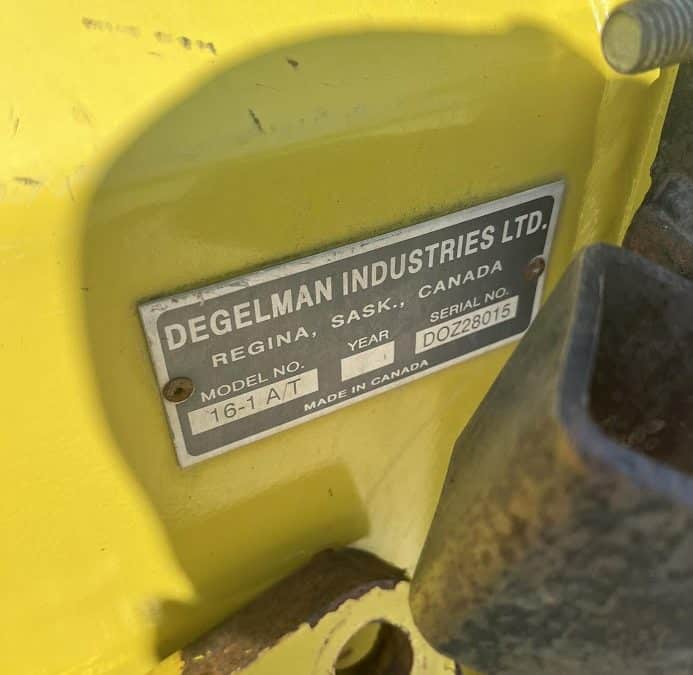 DEGELMAN INDUSTRIES LTD.
REGINA, SASK., CANADA
MODEL NO. YEAR SERIAL NO.
16-1 A/T DOZ28015
MADE IN CANADA